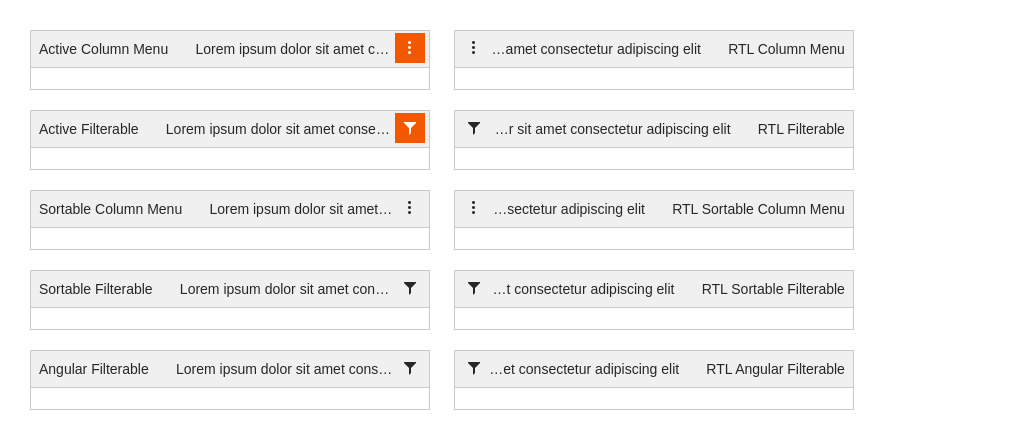 Active Column Menu Lorem ipsum dolor sit amet c…
…amet consectetur adipiscing elit RTL Column Menu
Active Filterable Lorem ipsum dolor sit amet conse…
…r sit amet consectetur adipiscing elit RTL Filterable
Sortable Column Menu Lorem ipsum dolor sit amet…
…sectetur adipiscing elit RTL Sortable Column Menu
Sortable Filterable Lorem ipsum dolor sit amet con…
…t consectetur adipiscing elit RTL Sortable Filterable
Angular Filterable Lorem ipsum dolor sit amet cons…
…et consectetur adipiscing elit RTL Angular Filterable